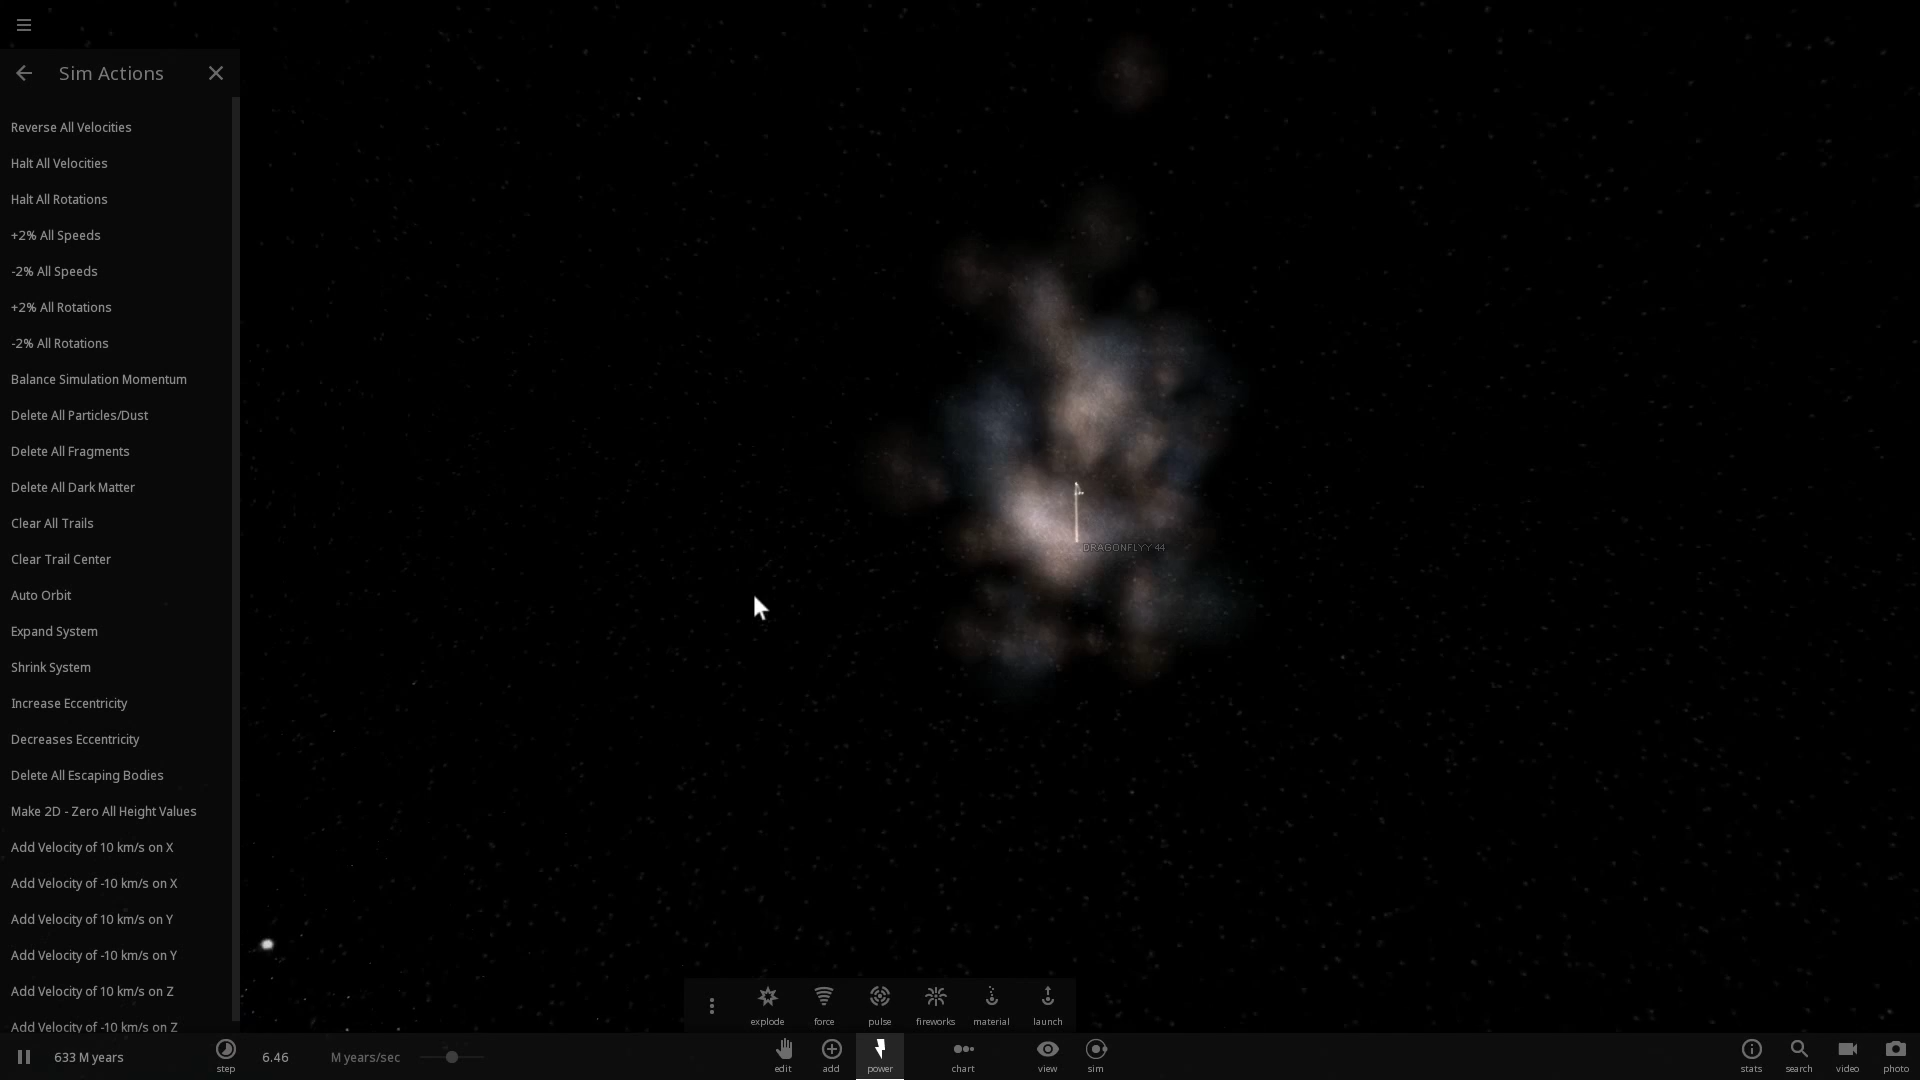 Sim Actions
Reverse All Velocities
Halt All Velocities
Halt All Rotations
+2% All Speeds
-2% All Speeds
+2% All Rotations
-2% All Rotations
Balance Simulation Momentum
Delete All Particles/Dust
Delete All Fragments
Delete All Dark Matter
Clear All Trails
Clear Trail Center
Auto Orbit
Expand System
Shrink System
Increase Eccentricity
Decreases Eccentricity
Delete All Escaping Bodies
Make 2D - Zero All Height Values
Add Velocity of 10 km/s on X
Add Velocity of -10 km/s on X
Add Velocity of 10 km/s on Y
Add Velocity of -10 km/s on Y
Add Velocity of 10 km/s on Z
Add Velocity of -10 km/s on Z
DRAGONFLYY 44
explode force pulse fireworks material launch
633 M years step 6.46 M years/sec edit add power chart view sim stats search video photo